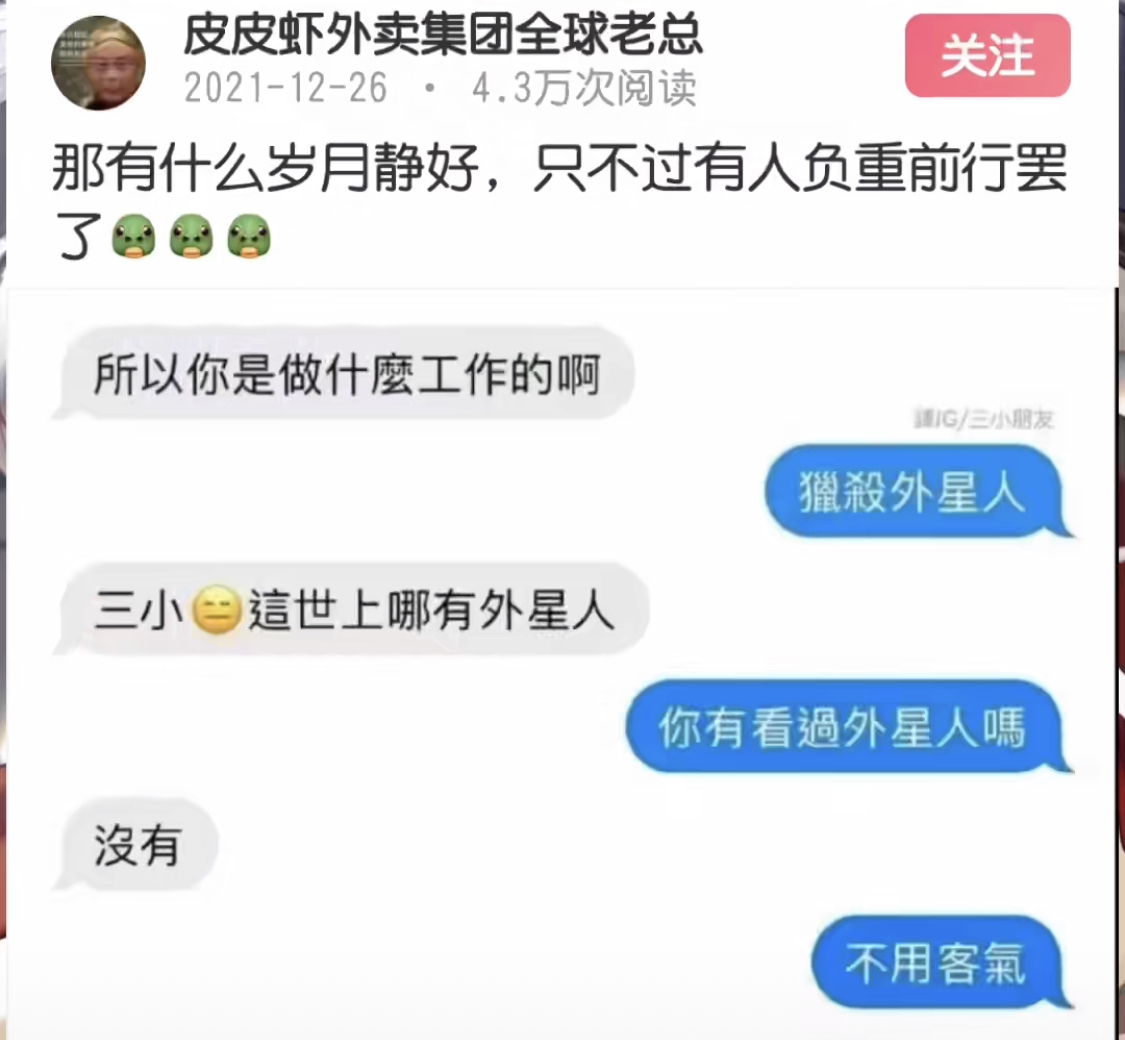 皮皮虾外卖集团全球老总
2021-12-26 • 4.3万次阅读
关注
那有什么岁月静好，只不过有人负重前行罢
了
所以你是做什麼工作的啊
IG/三小朋友
獵殺外星人
三小😑這世上哪有外星人
你有看過外星人嗎
沒有
不用客氣